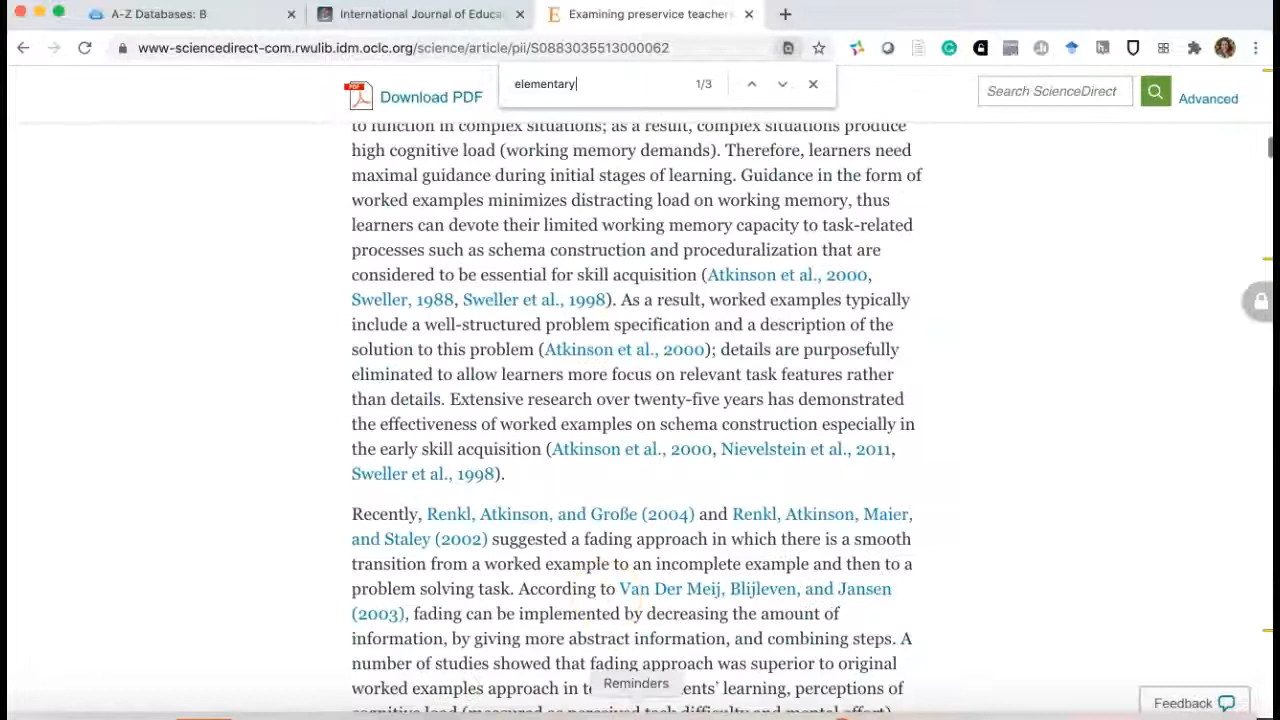 A-Z Databases: B
International Journal of Educa
Examining preservice teachers
www-sciencedirect-com.rwulib.idm.oclc.org/science/article/pii/S0883035513000062
elementary
1/3
Download PDF
Search ScienceDirect
Advanced
to function in complex situations; as a result, complex situations produce
high cognitive load (working memory demands). Therefore, learners need
maximal guidance during initial stages of learning. Guidance in the form of
worked examples minimizes distracting load on working memory, thus
learners can devote their limited working memory capacity to task-related
processes such as schema construction and proceduralization that are
considered to be essential for skill acquisition (Atkinson et al., 2000,
Sweller, 1988, Sweller et al., 1998). As a result, worked examples typically
include a well-structured problem specification and a description of the
solution to this problem (Atkinson et al., 2000); details are purposefully
eliminated to allow learners more focus on relevant task features rather
than details. Extensive research over twenty-five years has demonstrated
the effectiveness of worked examples on schema construction especially in
the early skill acquisition (Atkinson et al., 2000, Nievelstein et al., 2011,
Sweller et al., 1998).
Recently, Renkl, Atkinson, and Große (2004) and Renkl, Atkinson, Maier,
and Staley (2002) suggested a fading approach in which there is a smooth
transition from a worked example to an incomplete example and then to a
problem solving task. According to Van Der Meij, Blijleven, and Jansen
(2003), fading can be implemented by decreasing the amount of
information, by giving more abstract information, and combining steps. A
number of studies showed that fading approach was superior to original
worked examples approach in te ents' learning, perceptions of
cognitive load (measured as perceived task difficulty and mental effort)
Reminders
Feedback